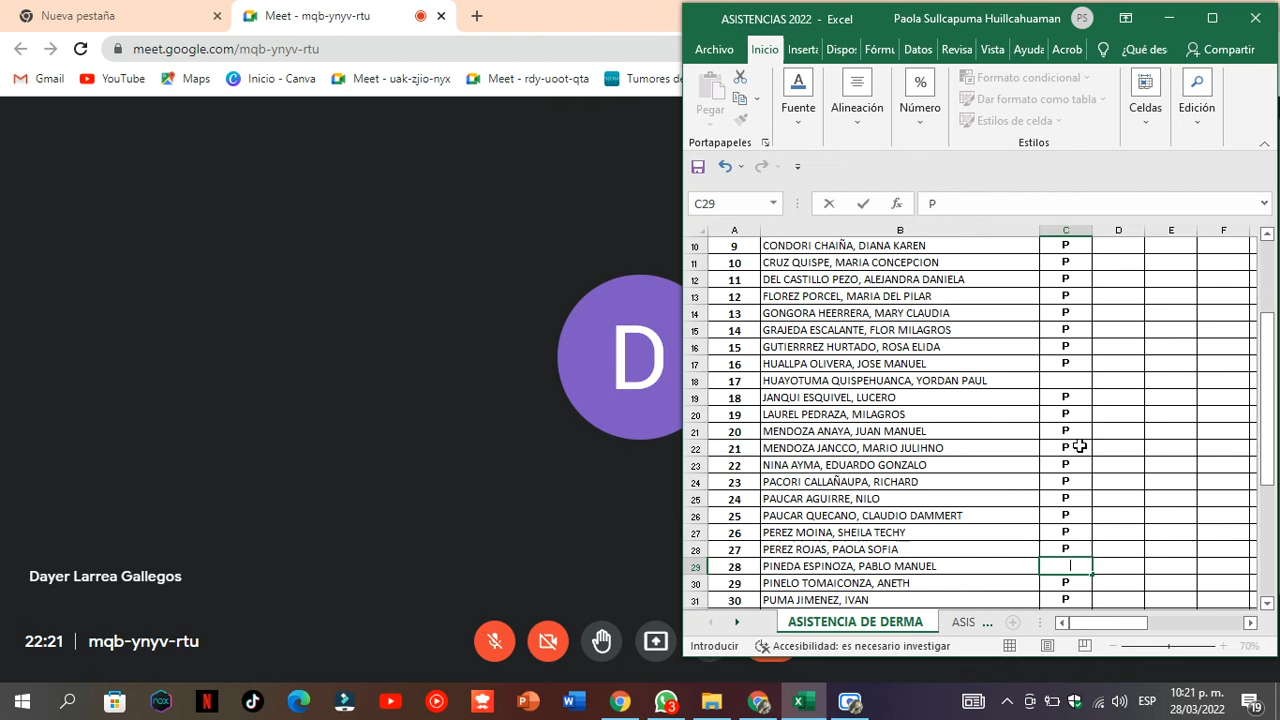 Nueva pestaña
Meet - mqb-ynyv-rtu
meet.google.com/mqb-ynyv-rtu
Gmail YouTube Maps Inicio - Canva Meet - uak-zjio-nyx Meet - rdy-uoot-qta Tumores de
D
Dayer Larrea Gallegos
22:21 mqb-ynyv-rtu
ASISTENCIAS 2022 - Excel Paola Sullcapuma Huillcahuaman PS
Archivo Inicio Inserta Dispos Fórmu Datos Revisa Vista Ayuda Acrob ¿Qué des Compartir
Pegar Fuente Alineación Número Condicional Celdas Edición
Formato condicional
Dar formato como tabla
Estilos de celda
Portapapeles Estilos
C29 fx P
A B C D E F
10 9 CONDORI CHAIÑA, DIANA KAREN P
11 10 CRUZ QUISPE, MARIA CONCEPCION P
12 11 DEL CASTILLO PEZO, ALEJANDRA DANIELA P
13 12 FLOREZ PORCEL, MARIA DEL PILAR P
14 13 GONGORA HEERRERA, MARY CLAUDIA P
15 14 GRAJEDA ESCALANTE, FLOR MILAGROS P
16 15 GUTIERRREZ HURTADO, ROSA ELIDA P
17 16 HUALLPA OLIVERA, JOSE MANUEL P
18 17 HUAYOTUMA QUISPEHUANCA, YORDAN PAUL
19 18 JANQUI ESQUIVEL, LUCERO P
20 19 LAUREL PEDRAZA, MILAGROS P
21 20 MENDOZA ANAYA, JUAN MANUEL P
22 21 MENDOZA JANCCO, MARIO JULIHNO P
23 22 NINA AYMA, EDUARDO GONZALO P
24 23 PACORI CALLAÑAUPA, RICHARD P
25 24 PAUCAR AGUIRRE, NILO P
26 25 PAUCAR QUECANO, CLAUDIO DAMMERT P
27 26 PEREZ MOINA, SHEILA TECHY P
28 27 PEREZ ROJAS, PAOLA SOFIA P
29 28 PINEDA ESPINOZA, PABLO MANUEL
30 29 PINELO TOMAICONZA, ANETH P
31 30 PUMA JIMENEZ, IVAN P
ASISTENCIA DE DERMA ASIS ...
Introducir Accesibilidad: es necesario investigar 70%
3 ESP 10:21 p. m.
28/03/2022 19